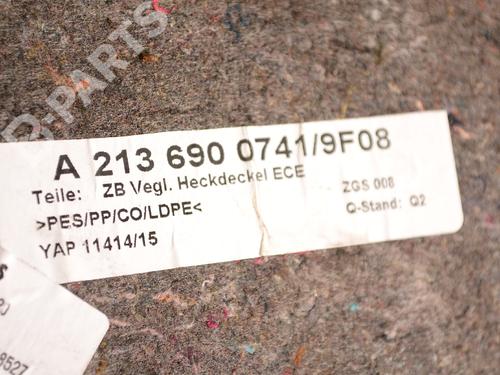 B-PARTS
A 213 690 0741/9F08
Teile: ZB Vegl. Heckdeckel ECE
ZGS 008
>PES/PP/CO/LDPE<
Q-Stand: Q2
YAP 11414/15
8527